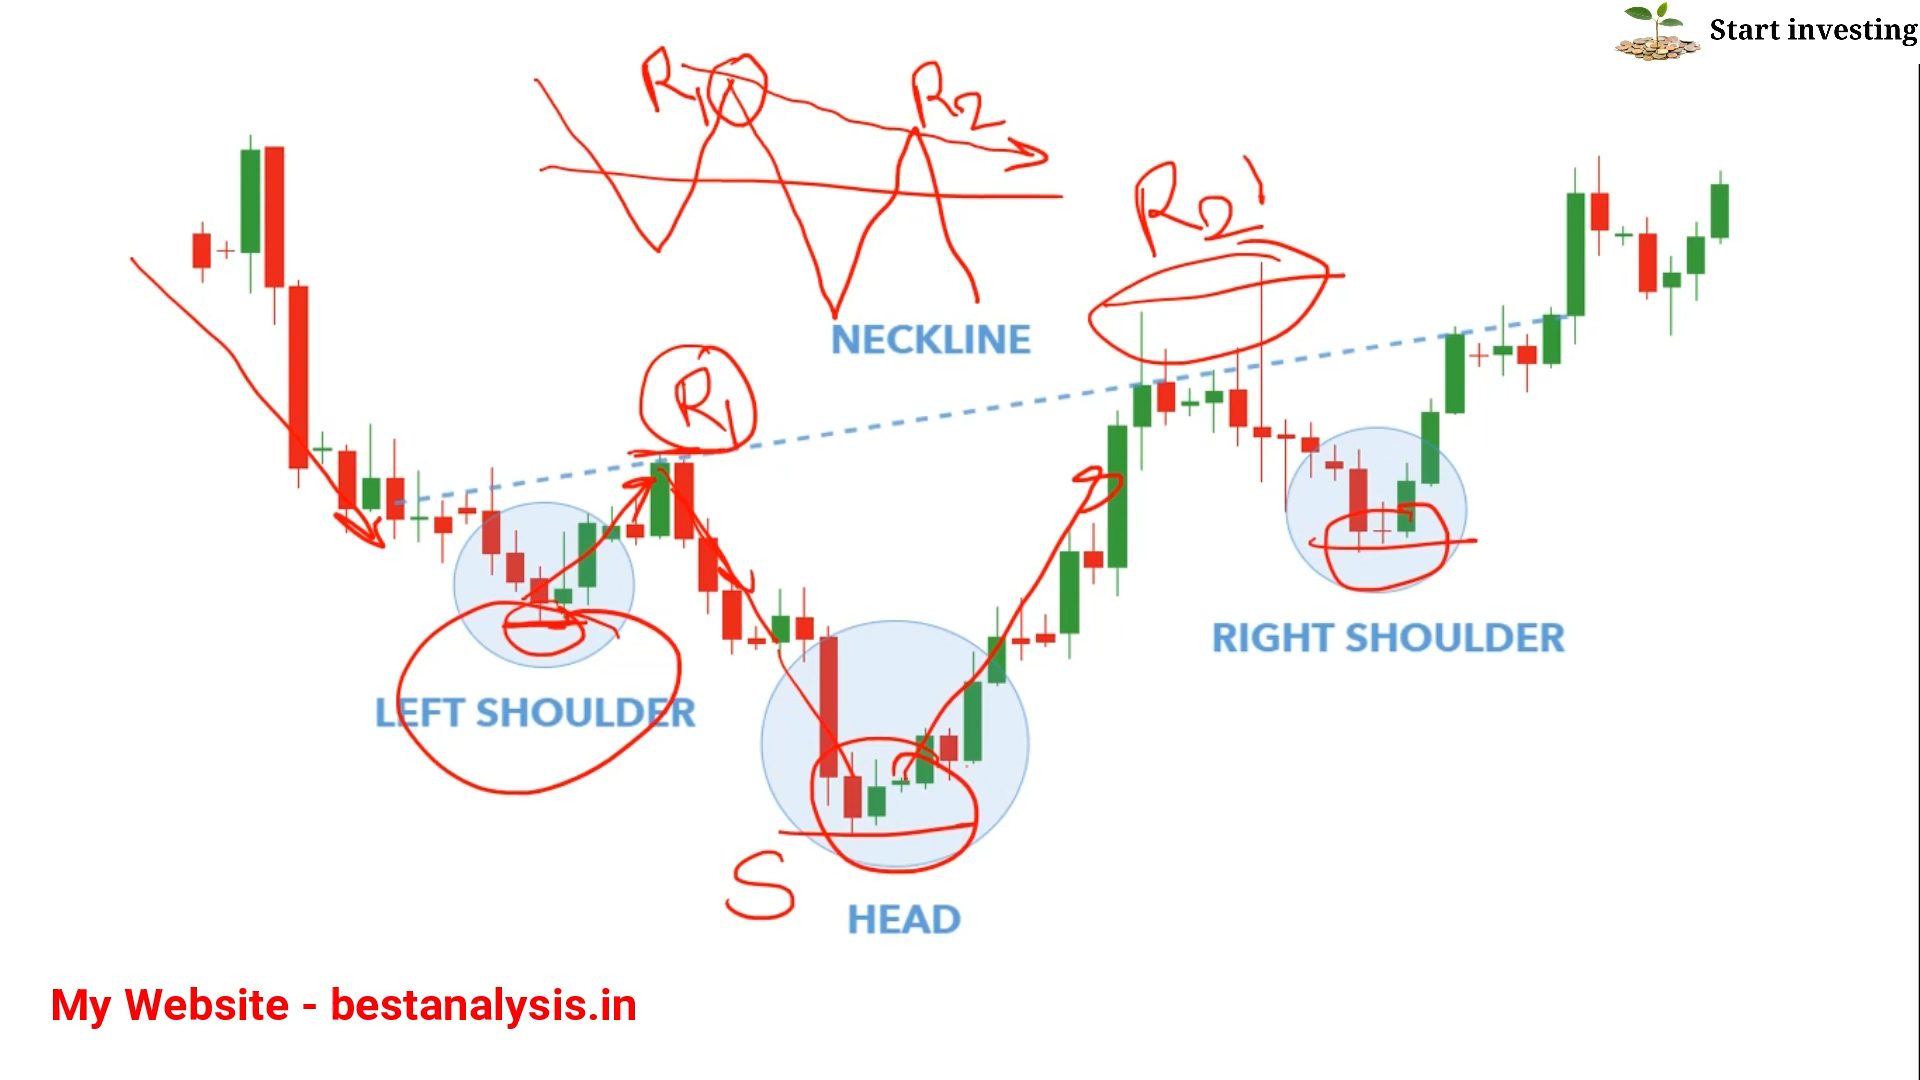 Start investing
R1
R2
R2'
NECKLINE
R1
RIGHT SHOULDER
LEFT SHOULDER
S
HEAD
My Website - bestanalysis.in